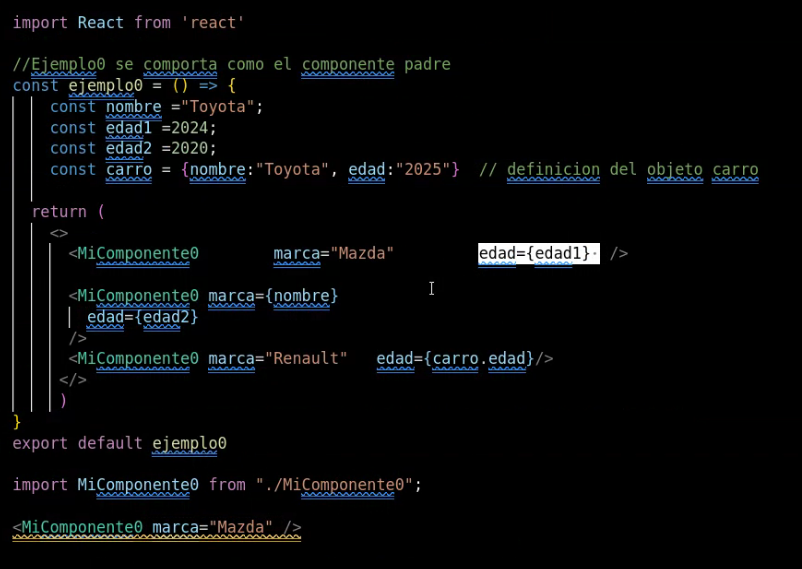 import React from 'react'
//Ejemplo0 se comporta como el componente padre
const ejemplo0 = () => {
const nombre ="Toyota";
const edad1 =2024;
const edad2 =2020;
const carro = {nombre:"Toyota", edad:"2025"} // definicion del objeto carro
return (
<>
<MiComponente0 marca="Mazda" edad={edad1} />
<MiComponente0 marca={nombre}
edad={edad2}
/>
<MiComponente0 marca="Renault" edad={carro.edad}/>
</>
)
}
export default ejemplo0
import MiComponente0 from "./MiComponente0";
<MiComponente0 marca="Mazda" />